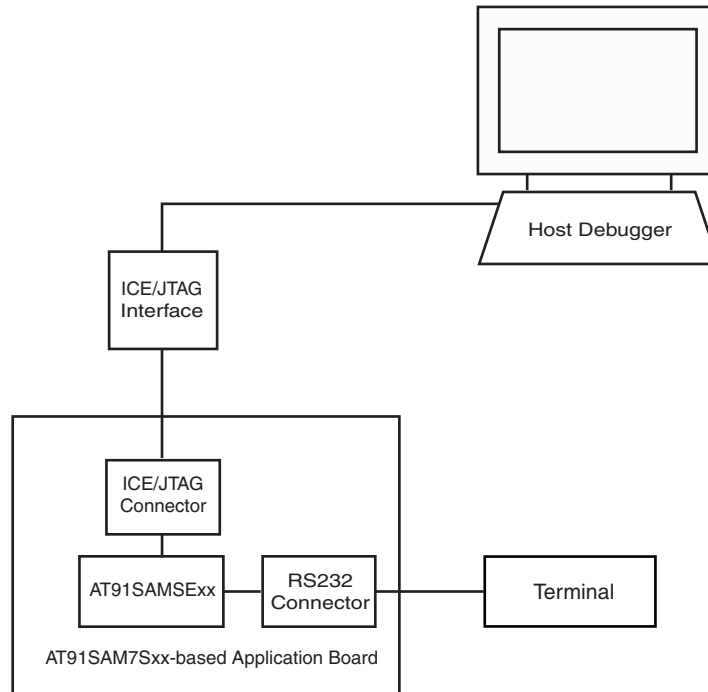 Host Debugger
ICE/JTAG
Interface
ICE/JTAG
Connector
AT91SAMSExx
RS232
Connector
Terminal
AT91SAM7Sxx-based Application Board